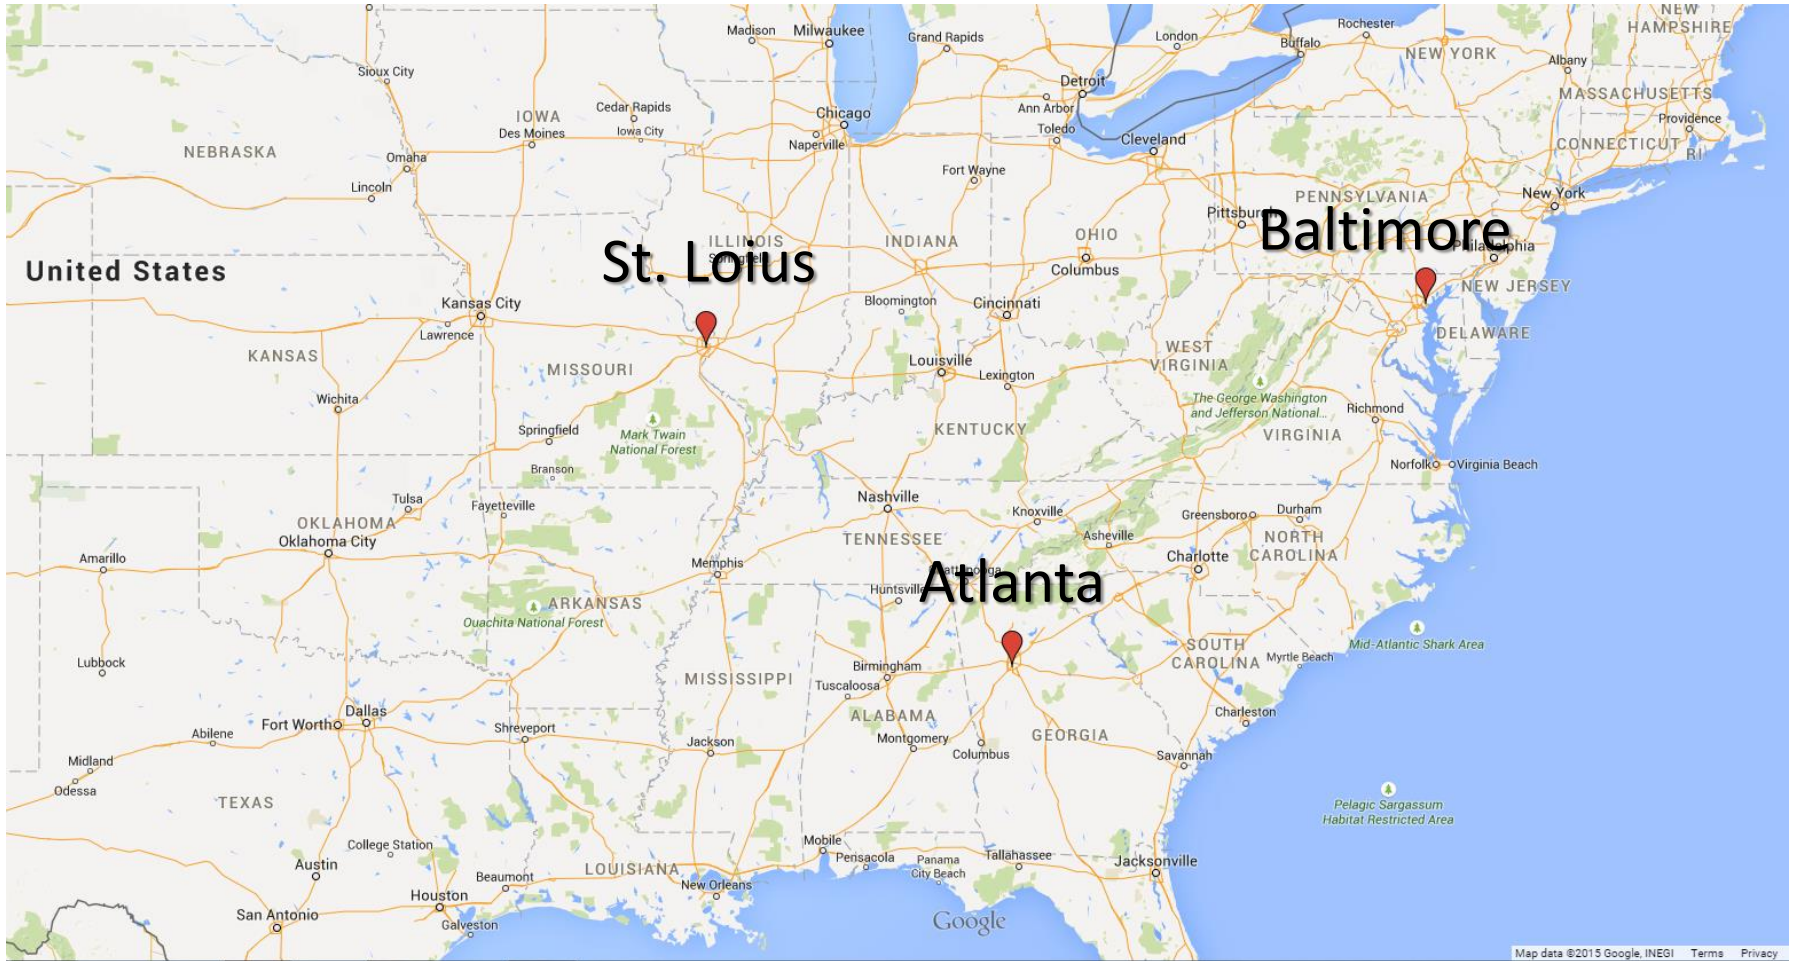 NEW
HAMPSHIRE
Rochester
Madison
Milwaukee
Grand Rapids
London
Buffalo
NEW YORK
Albany
Sioux City
Detroit
MASSACHUSETTS
Cedar Rapids
Ann Arbor
IOWA
Chicago
Providence
Des Moines
Iowa City
Toledo
Cleveland
Naperville
CONNECTICUT
RI
NEBRASKA
Omaha
Fort Wayne
Lincoln
PENNSYLVANIA
New York
Pittsburgh
Baltimore
Philadelphia
ILLINOIS
INDIANA
OHIO
St. Loius
Springfield
United States
Columbus
NEW JERSEY
Kansas City
Bloomington
Cincinnati
Lawrence
DELAWARE
KANSAS
MISSOURI
Louisville
WEST
VIRGINIA
Lexington
Wichita
The George Washington
and Jefferson National...
Richmond
Springfield
Mark Twain
National Forest
KENTUCKY
VIRGINIA
Branson
Norfolk
Virginia Beach
Tulsa
Fayetteville
Nashville
Knoxville
Greensboro
Durham
OKLAHOMA
Oklahoma City
TENNESSEE
Asheville
NORTH
CAROLINA
Amarillo
Memphis
Charlotte
Chattanooga
Atlanta
Huntsville
ARKANSAS
Ouachita National Forest
Mid-Atlantic Shark Area
SOUTH
CAROLINA
Myrtle Beach
Lubbock
Birmingham
MISSISSIPPI
Tuscaloosa
Dallas
Fort Worth
ALABAMA
Charleston
Abilene
Shreveport
Jackson
Montgomery
GEORGIA
Columbus
Savannah
Midland
Odessa
TEXAS
Pelagic Sargassum
Habitat Restricted Area
College Station
Mobile
Pensacola
Panama
City Beach
Tallahassee
Jacksonville
Austin
LOUISIANA
Beaumont
New Orleans
Houston
San Antonio
Galveston
Google
Map data ©2015 Google, INEGI Terms Privacy